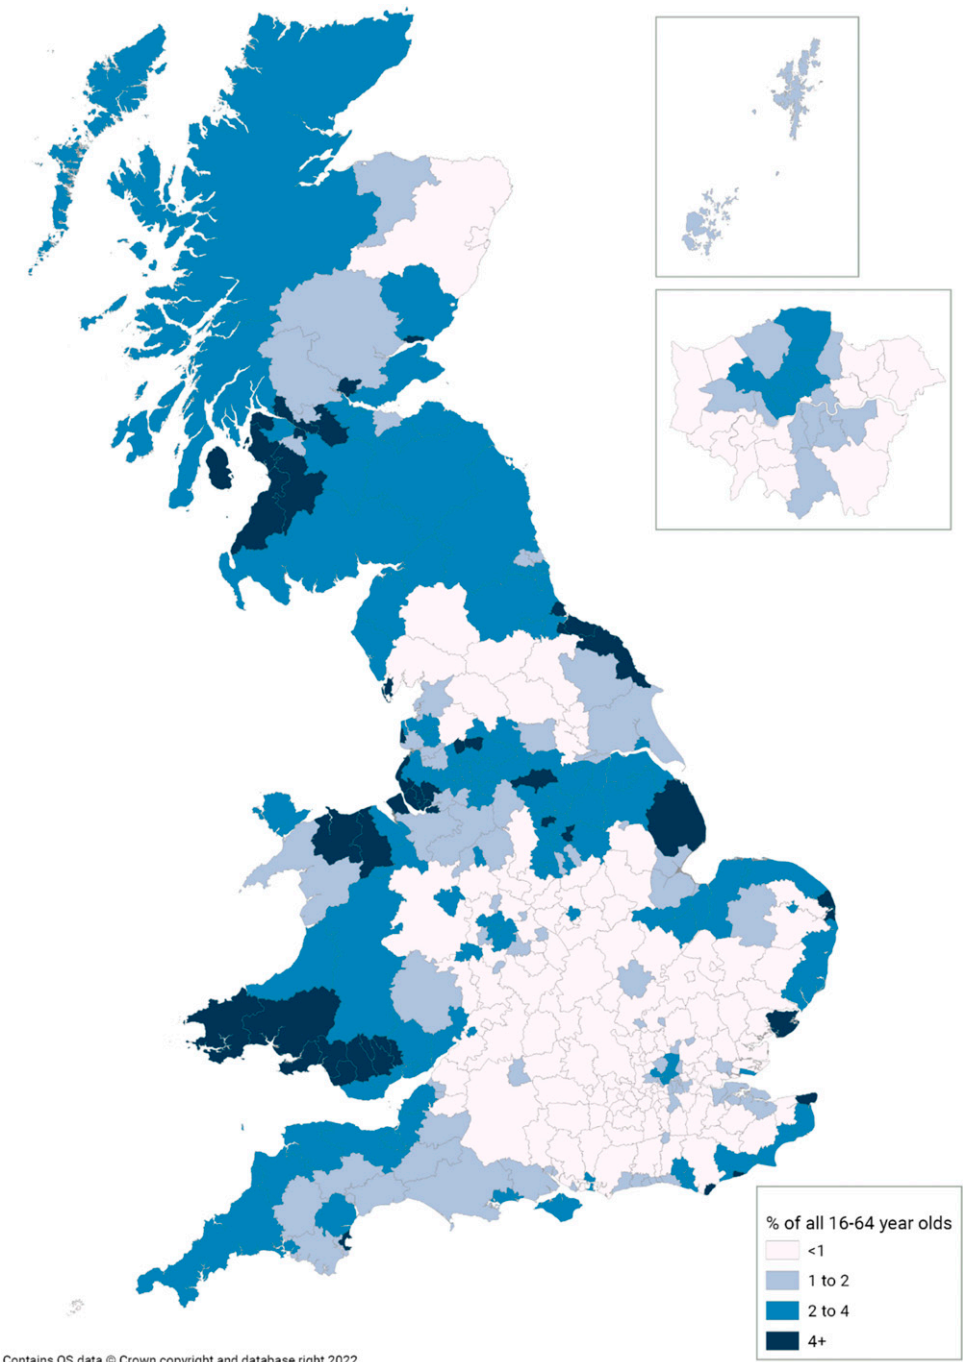 % of all 16-64 year olds
<1
1 to 2
2 to 4
4+
Contains OS data © Crown copyright and database right 2022